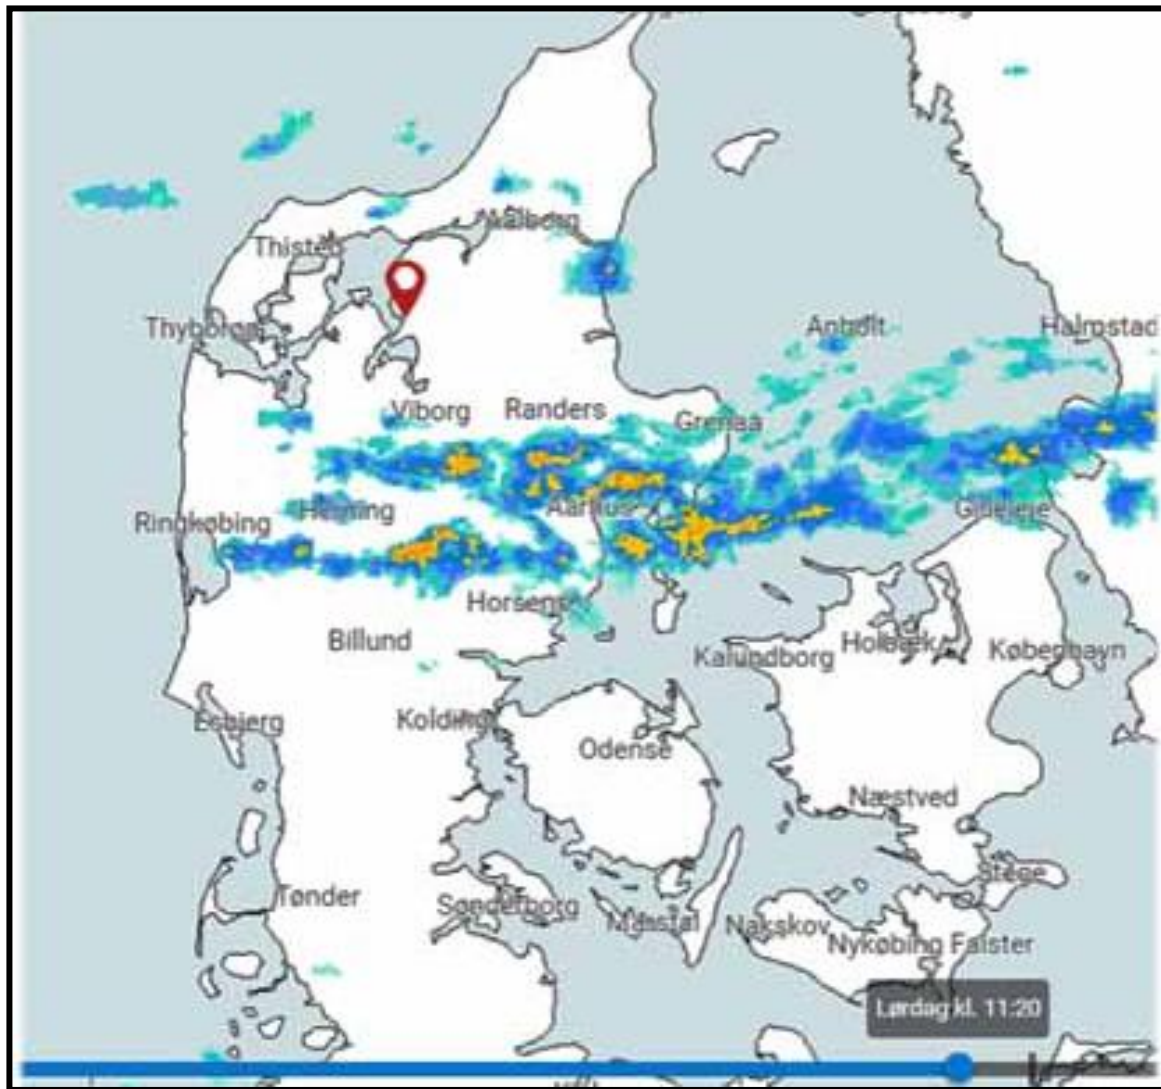 Aalborg
Thisted
Thyborøn
Anholt
Halmstad
Viborg
Randers
Grenaa
Herning
Aarhus
Ringkøbing
Gilleleje
Horsens
Billund
Kalundborg
Holbæk
København
Esbjerg
Kolding
Odense
Næstved
Stege
Tønder
Sønderborg
Marstal
Nakskov
Nykøbing Falster
Lørdag kl. 11:20